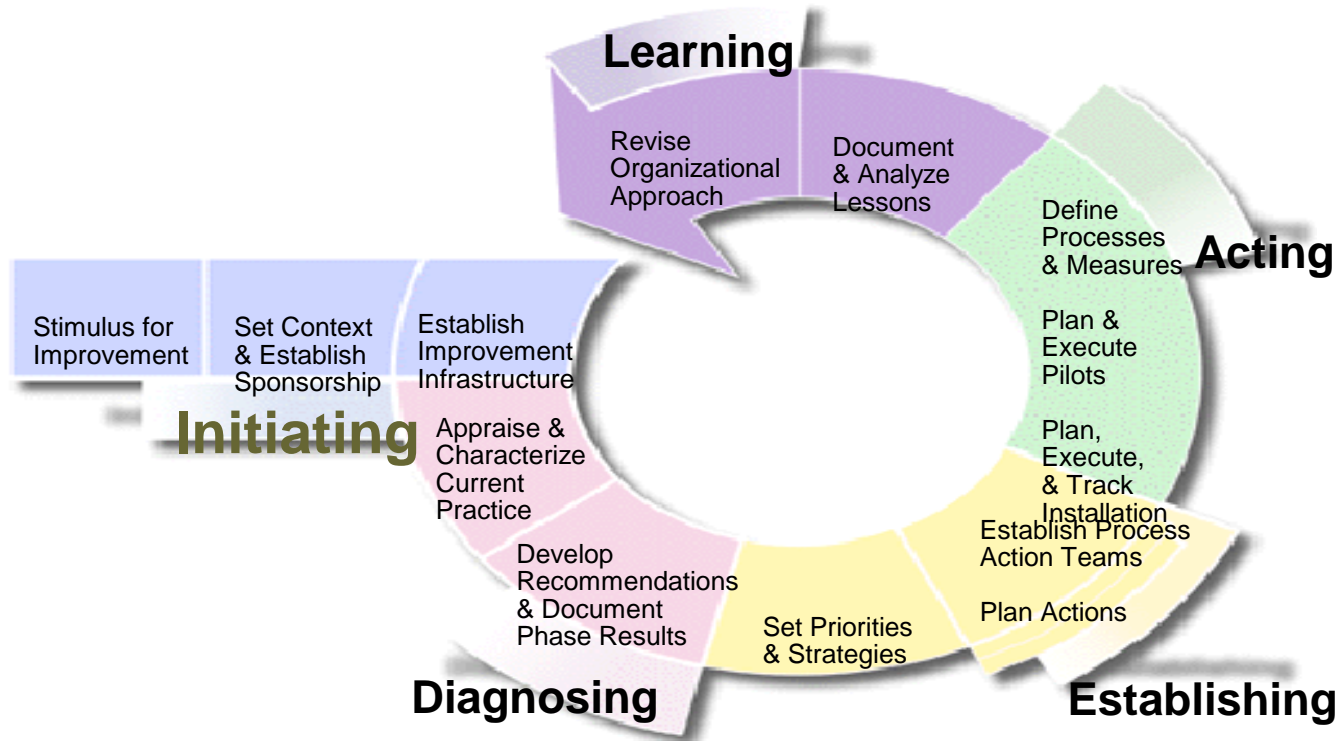 Learning
Revise
Organizational
Approach
Document
& Analyze
Lessons
Define
Processes
& Measures
Acting
Plan &
Execute
Pilots
Plan,
Execute,
& Track
Installation
Stimulus for
Improvement
Set Context
& Establish
Sponsorship
Establish
Improvement
Infrastructure
Initiating
Appraise &
Characterize
Current
Practice
Develop
Recommendations
& Document
Phase Results
Diagnosing
Set Priorities
& Strategies
Establish Process
Action Teams
Plan Actions
Establishing